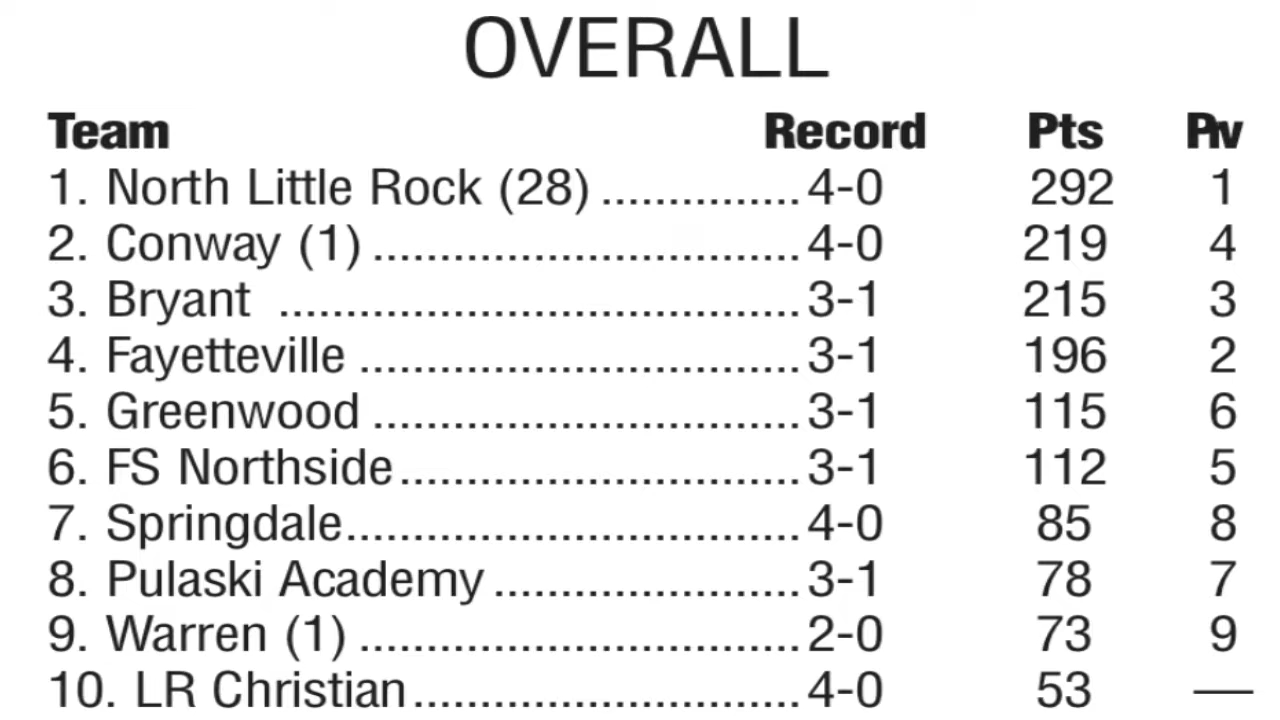 OVERALL
Team Record Pts Prv
1. North Little Rock (28) ............... 4-0 292 1
2. Conway (1) ................................ 4-0 219 4
3. Bryant ....................................... 3-1 215 3
4. Fayetteville ................................. 3-1 196 2
5. Greenwood ................................ 3-1 115 6
6. FS Northside.............................. 3-1 112 5
7. Springdale.................................. 4-0 85 8
8. Pulaski Academy ....................... 3-1 78 7
9. Warren (1) ................................. 2-0 73 9
10. LR Christian............................. 4-0 53 —